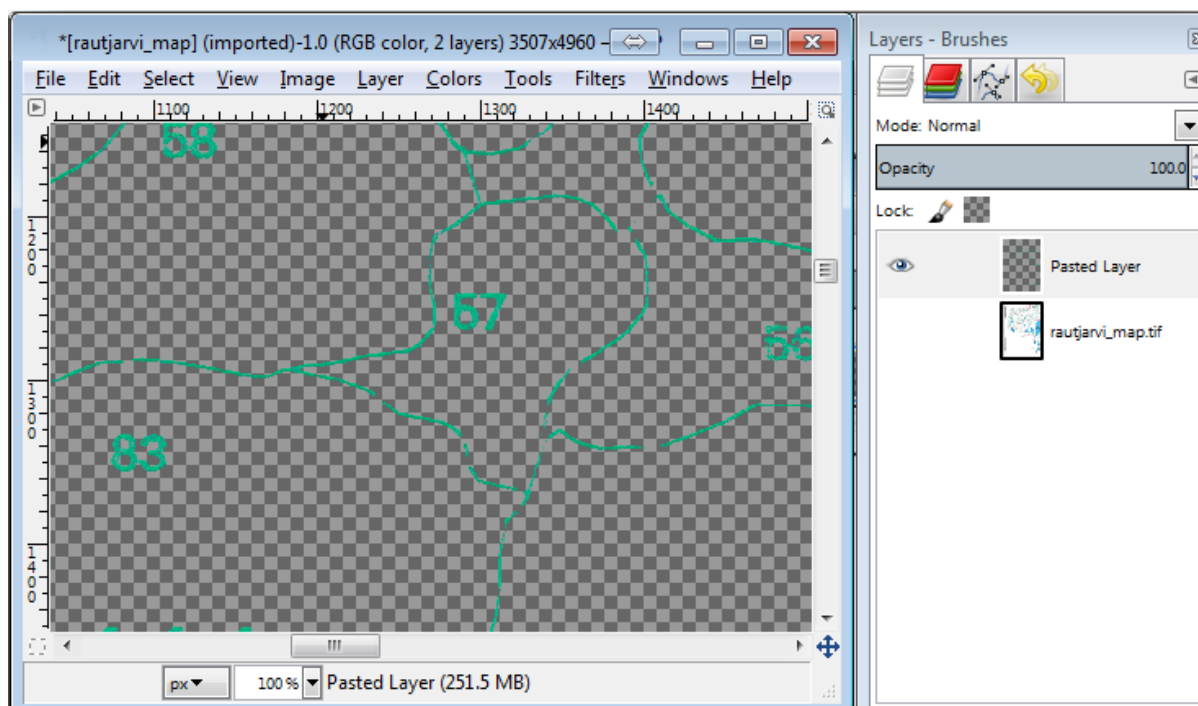 *[rautjarvi_map] (imported)-1.0 (RGB color, 2 layers) 3507x4960 –
File Edit Select View Image Layer Colors Tools Filters Windows Help
1100 1200 1300 1400
58
1200
67
1300
83
1400
px 100 % Pasted Layer (251.5 MB)
Layers - Brushes
Mode: Normal
Opacity 100.0
Lock:
Pasted Layer
rautjarvi_map.tif